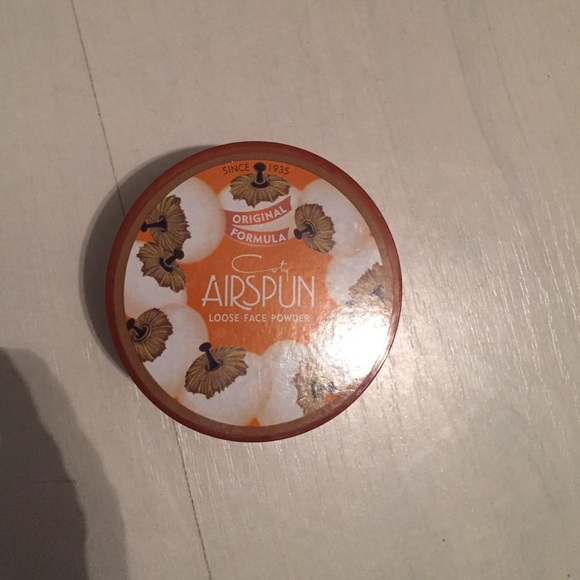 SINCE 1935
ORIGINAL
FORMULA
Coty
AIRSPUN
LOOSE FACE POWDER